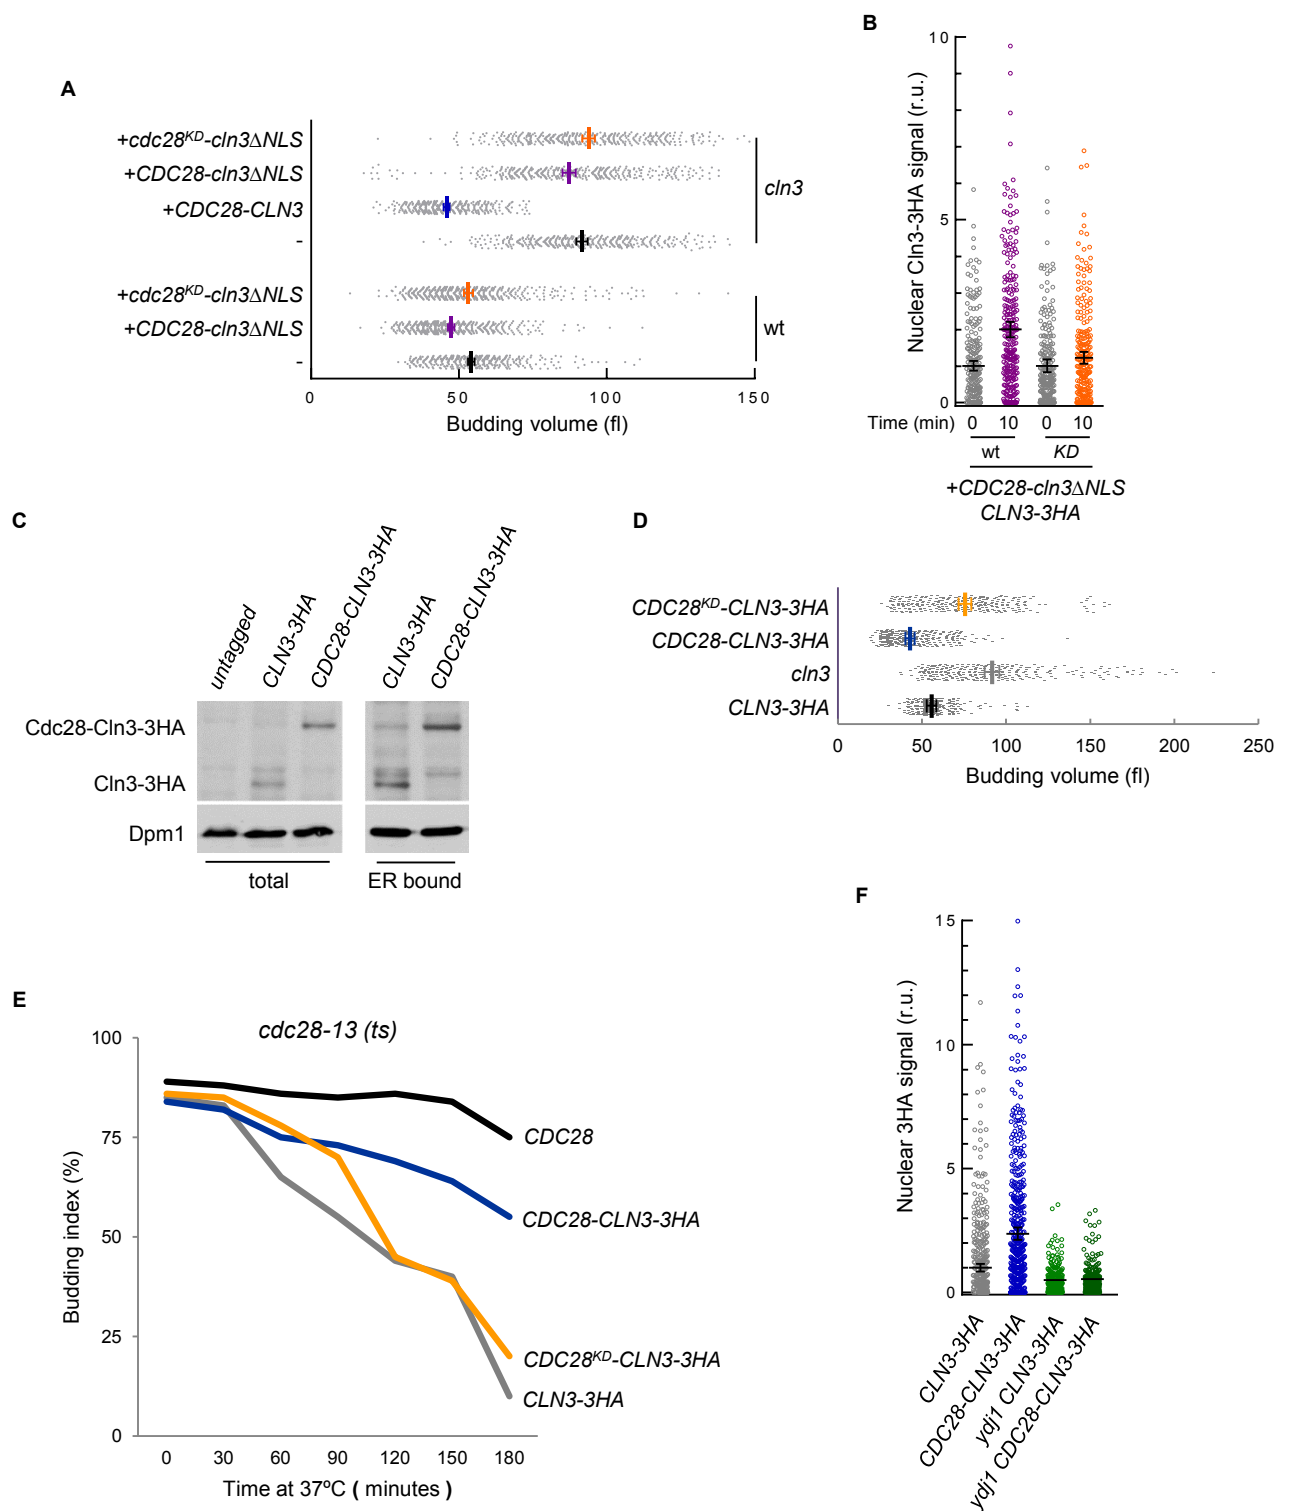 A
+cdc28KD-cln3ΔNLS
+CDC28-cln3ΔNLS
+CDC28-CLN3
-
cln3
+cdc28KD-cln3ΔNLS
+CDC28-cln3ΔNLS
-
wt
0 50 100 150
Budding volume (fl)
B
Nuclear Cln3-3HA signal (r.u.)
10
5
0
Time (min) 0 10 0 10
wt KD
+CDC28-cln3ΔNLS
CLN3-3HA
C
untagged
CLN3-3HA
CDC28-CLN3-3HA
CLN3-3HA
CDC28-CLN3-3HA
Cdc28-Cln3-3HA
Cln3-3HA
Dpm1
total ER bound
D
CDC28KD-CLN3-3HA
CDC28-CLN3-3HA
cln3
CLN3-3HA
0 50 100 150 200 250
Budding volume (fl)
E
cdc28-13 (ts)
Budding index (%)
100
75
50
25
0
CDC28
CDC28-CLN3-3HA
CDC28KD-CLN3-3HA
CLN3-3HA
0 30 60 90 120 150 180
Time at 37ºC ( minutes )
F
Nuclear 3HA signal (r.u.)
15
10
5
0
CLN3-3HA
CDC28-CLN3-3HA
ydj1 CLN3-3HA
ydj1 CDC28-CLN3-3HA